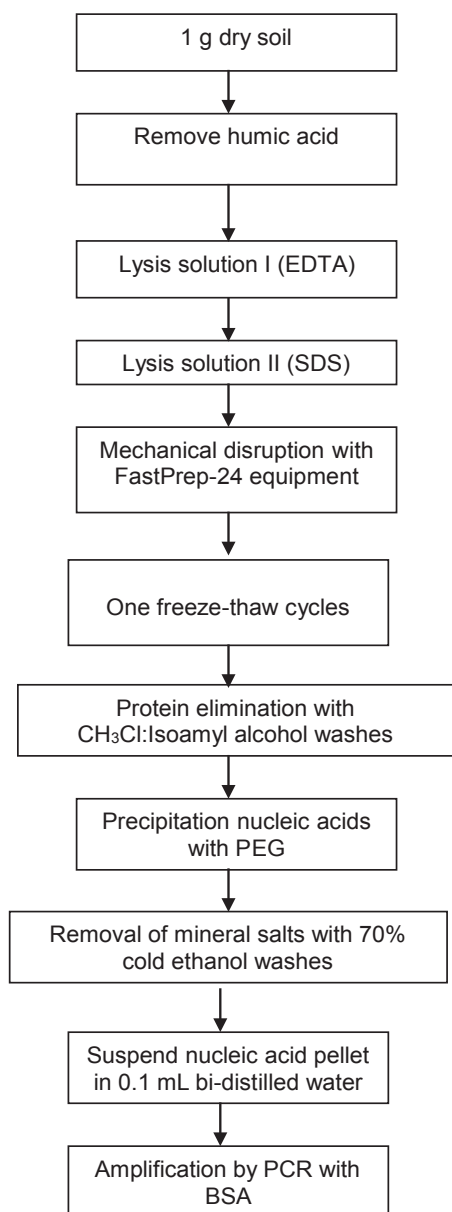 1 g dry soil
Remove humic acid
Lysis solution I (EDTA)
Lysis solution II (SDS)
Mechanical disruption with
FastPrep-24 equipment
One freeze-thaw cycles
Protein elimination with
CH₃Cl:Isoamyl alcohol washes
Precipitation nucleic acids
with PEG
Removal of mineral salts with 70%
cold ethanol washes
Suspend nucleic acid pellet
in 0.1 mL bi-distilled water
Amplification by PCR with
BSA